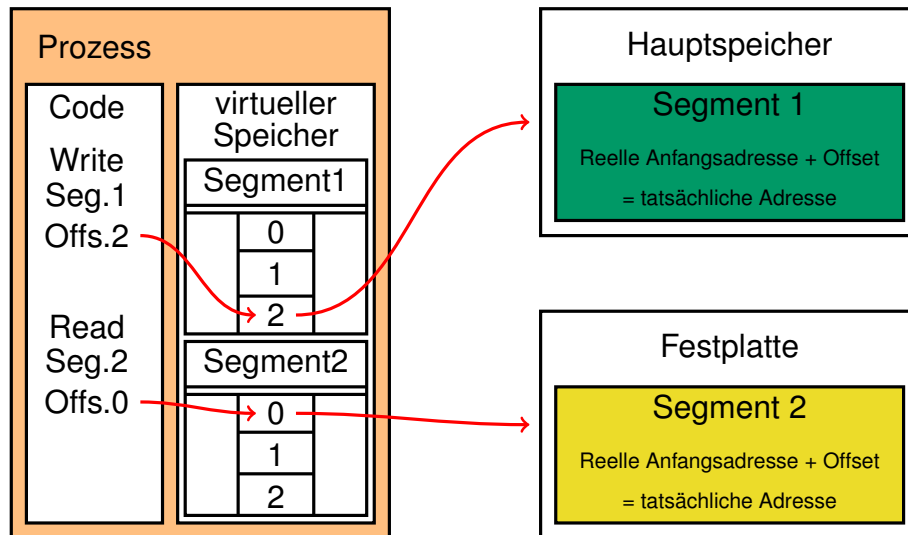 Prozess
Code
Write
Seg.1
Offs.2
Read
Seg.2
Offs.0
virtueller
Speicher
Segment1
0
1
2
Segment2
0
1
2
Hauptspeicher
Segment 1
Reelle Anfangsadresse + Offset
= tatsächliche Adresse
Festplatte
Segment 2
Reelle Anfangsadresse + Offset
= tatsächliche Adresse